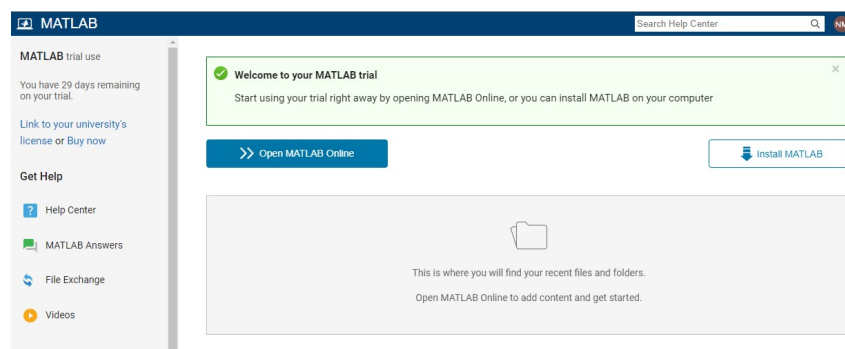 MATLAB
Search Help Center
NM
MATLAB trial use
You have 29 days remaining
on your trial.
Link to your university's
license or Buy now
Get Help
Help Center
MATLAB Answers
File Exchange
Videos
Welcome to your MATLAB trial
Start using your trial right away by opening MATLAB Online, or you can install MATLAB on your computer
Open MATLAB Online
Install MATLAB
This is where you will find your recent files and folders.
Open MATLAB Online to add content and get started.